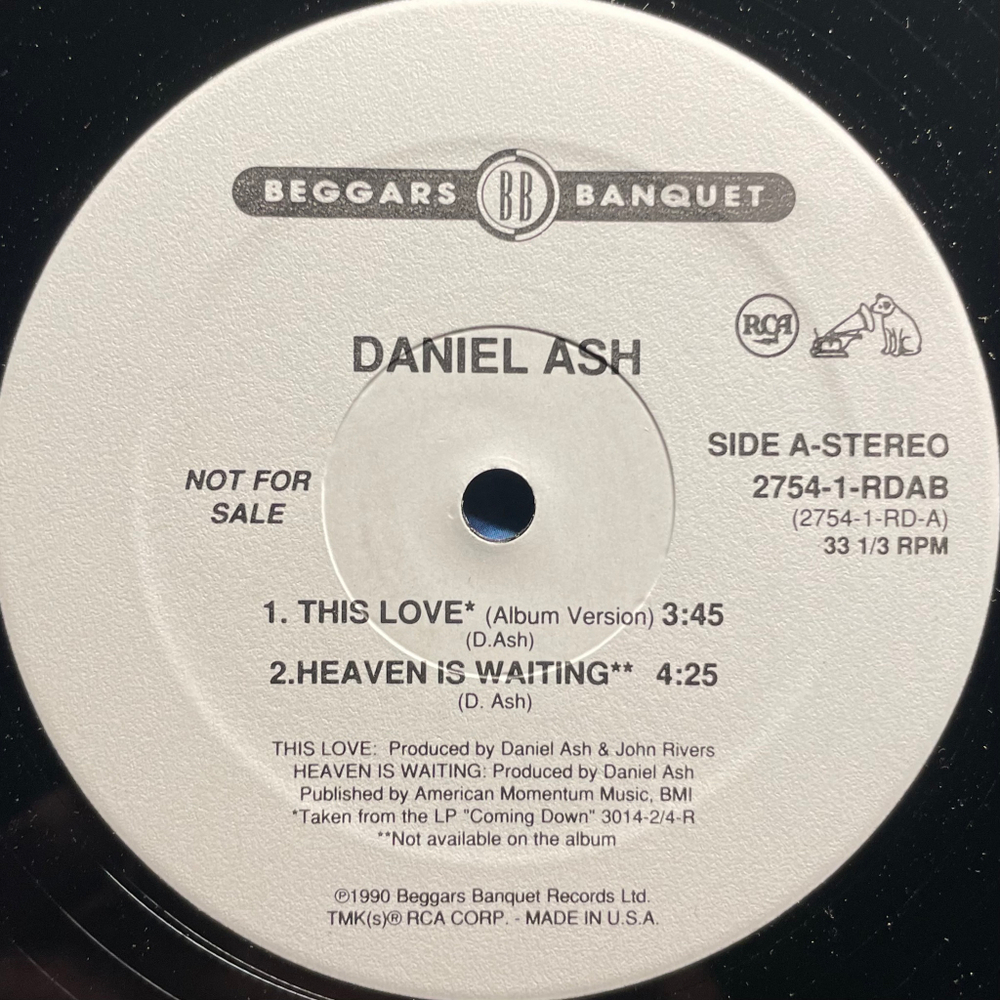 BEGGARS BB BANQUET
RCA
DANIEL ASH
SIDE A-STEREO
NOT FOR
SALE
2754-1-RDAB
(2754-1-RD-A)
33 1/3 RPM
1. THIS LOVE* (Album Version) 3:45
(D.Ash)
2.HEAVEN IS WAITING** 4:25
(D. Ash)
THIS LOVE: Produced by Daniel Ash & John Rivers
HEAVEN IS WAITING: Produced by Daniel Ash
Published by American Momentum Music, BMI
*Taken from the LP "Coming Down" 3014-2/4-R
**Not available on the album
℗1990 Beggars Banquet Records Ltd.
TMK(s)® RCA CORP. - MADE IN U.S.A.